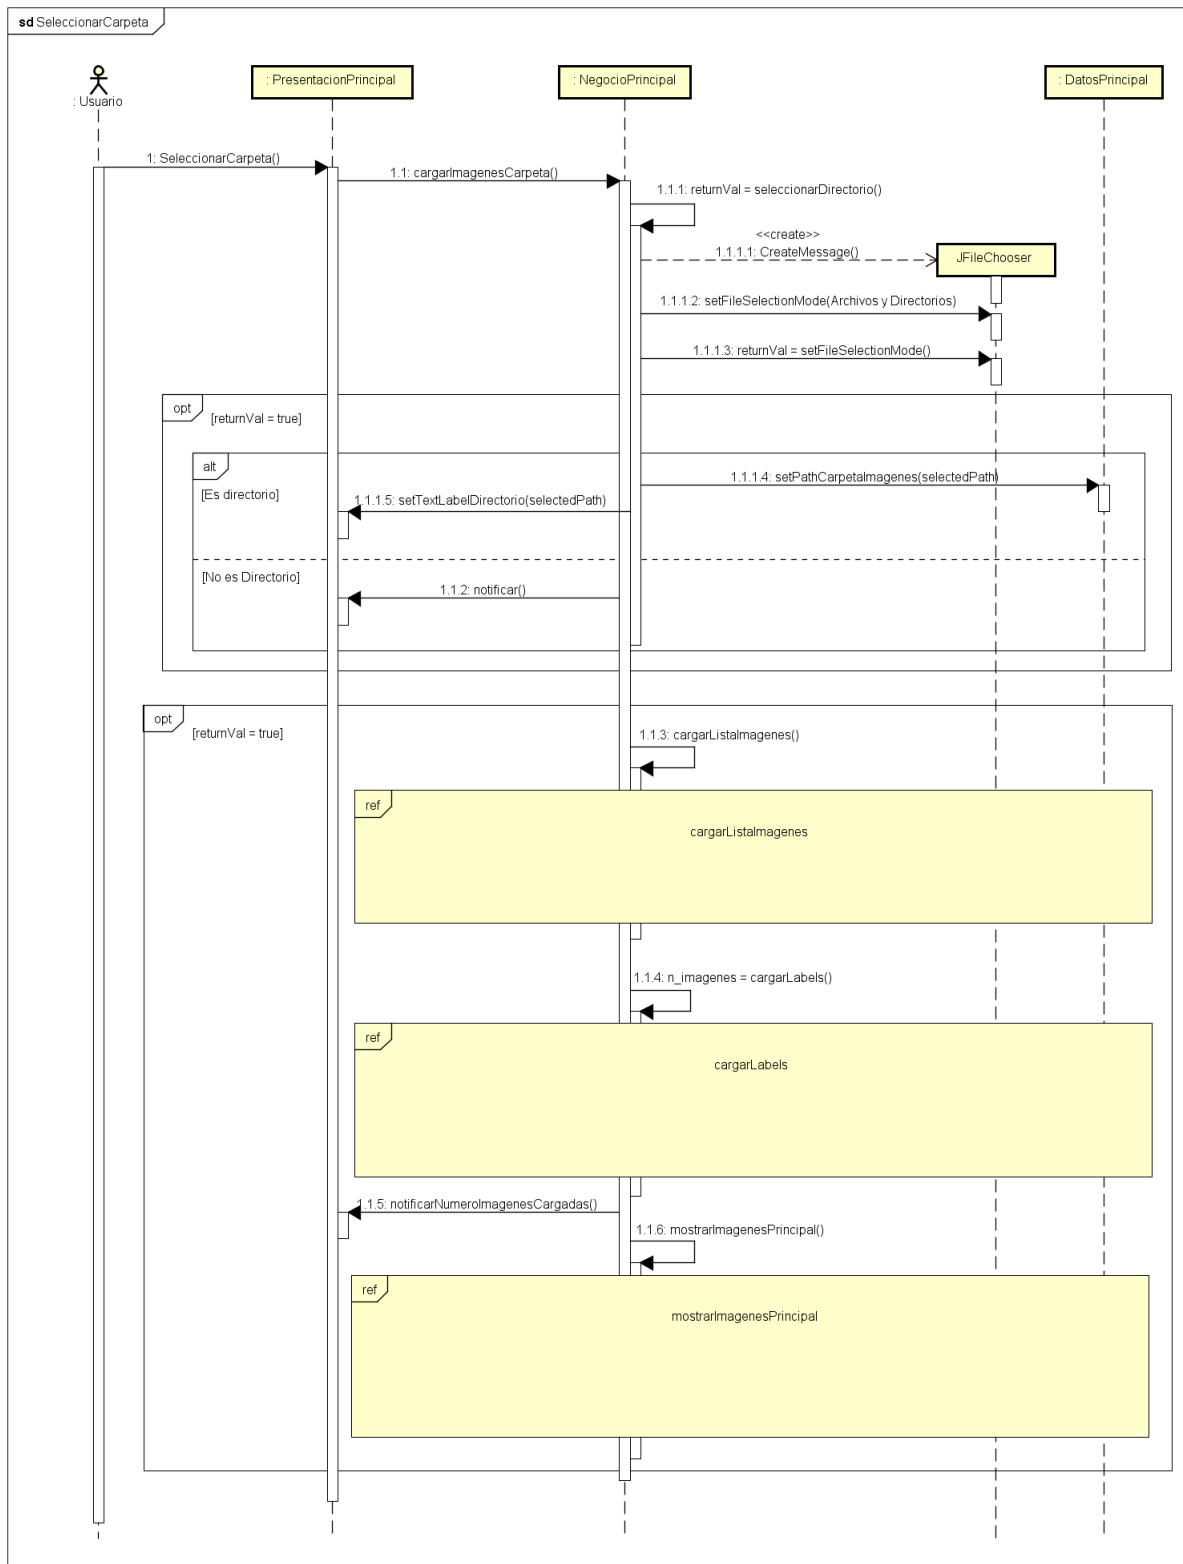 sd SeleccionarCarpeta
: Usuario
: PresentacionPrincipal
: NegocioPrincipal
: DatosPrincipal
1: SeleccionarCarpeta()
1.1: cargarImagenesCarpeta()
1.1.1: returnVal = seleccionarDirectorio()
<<create>>
1.1.1.1: CreateMessage()
JFileChooser
1.1.1.2: setFileSelectionMode(Archivos y Directorios)
1.1.1.3: returnVal = setFileSelectionMode()
opt
[returnVal = true]
alt
[Es directorio]
1.1.1.4: setPathCarpetaImagenes(selectedPath)
1.1.1.5: setTextLabelDirectorio(selectedPath)
[No es Directorio]
1.1.2: notificar()
opt
[returnVal = true]
1.1.3: cargarListaImagenes()
ref
cargarListaImagenes
1.1.4: n_imagenes = cargarLabels()
ref
cargarLabels
1.1.5: notificarNumeroImagenesCargadas()
1.1.6: mostrarImagenesPrincipal()
ref
mostrarImagenesPrincipal